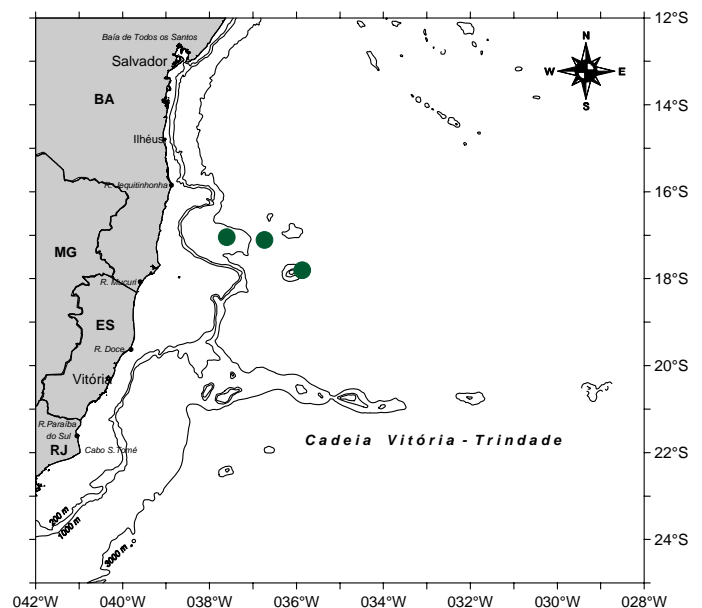 12°S
Baía de Todos os Santos
N
Salvador
W
E
BA
S
14°S
Ilhéus
R. Jequitinhonha
16°S
MG
R. Mucuri
18°S
ES
R. Doce
20°S
Vitória
R.Paraíba
do Sul
Cadeia Vitória - Trindade
RJ
Cabo S.Tomé
22°S
200 m
1000 m
3000 m
24°S
042°W
040°W
038°W
036°W
034°W
032°W
030°W
028°W